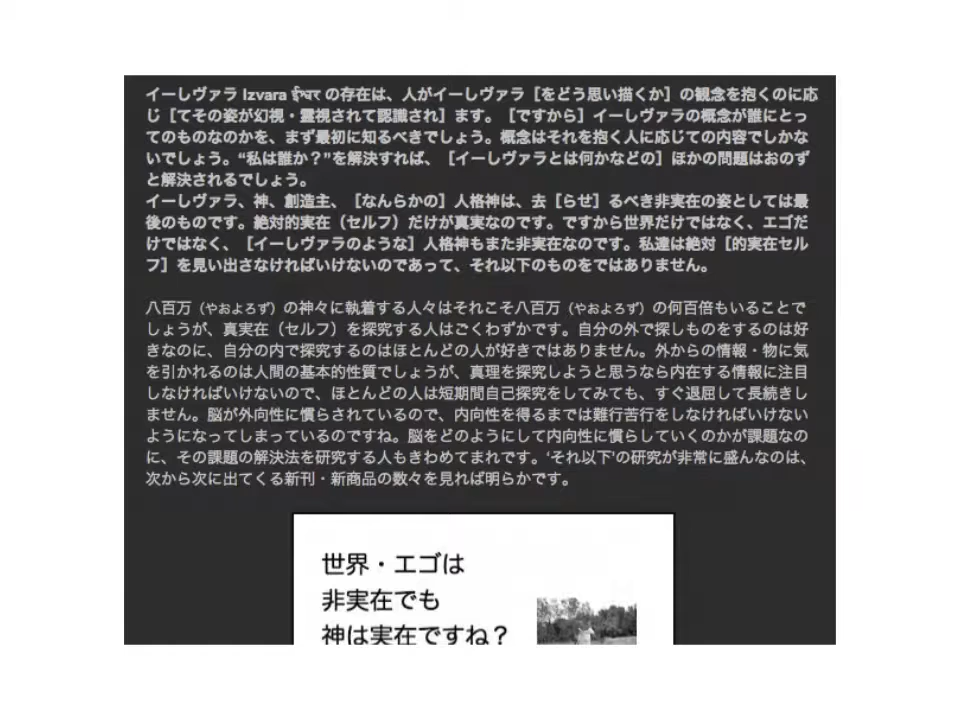 イーしヴァラ Izvara ईश्वर の存在は、人がイーしヴァラ［をどう思い描くか］の観念を抱くのに応
じ［てその姿が幻視・霊視されて認識され］ます。［ですから］イーしヴァラの概念が誰にとっ
てのものなのかを、まず最初に知るべきでしょう。概念はそれを抱く人に応じての内容でしかな
いでしょう。“私は誰か？”を解決すれば、［イーしヴァラとは何かなどの］ほかの問題はおのず
と解決されるでしょう。
イーしヴァラ、神、創造主、［なんらかの］人格神は、去［らせ］るべき非実在の姿としては最
後のものです。絶対的実在（セルフ）だけが真実なのです。ですから世界だけではなく、エゴだ
けではなく、［イーしヴァラのような］人格神もまた非実在なのです。私達は絶対［的実在セル
フ］を見い出さなければいけないのであって、それ以下のものをではありません。
八百万（やおよろず）の神々に執着する人々はそれこそ八百万（やおよろず）の何百倍もいることで
しょうが、真実在（セルフ）を探究する人はごくわずかです。自分の外で探しものをするのは好
きなのに、自分の内で探究するのはほとんどの人が好きではありません。外からの情報・物に気
を引かれるのは人間の基本的性質でしょうが、真理を探究しようと思うなら内在する情報に注目
しなければいけないので、ほとんどの人は短期間自己探究をしてみても、すぐ退屈して長続きし
ません。脳が外向性に慣らされているので、内向性を得るまでは難行苦行をしなければいけない
ようになってしまっているのですね。脳をどのようにして内向性に慣らしていくのかが課題なの
に、その課題の解決法を研究する人もきわめてまれです。‘それ以下’の研究が非常に盛んなのは、
次から次に出てくる新刊・新商品の数々を見れば明らかです。
世界・エゴは
非実在でも
神は実在ですね？